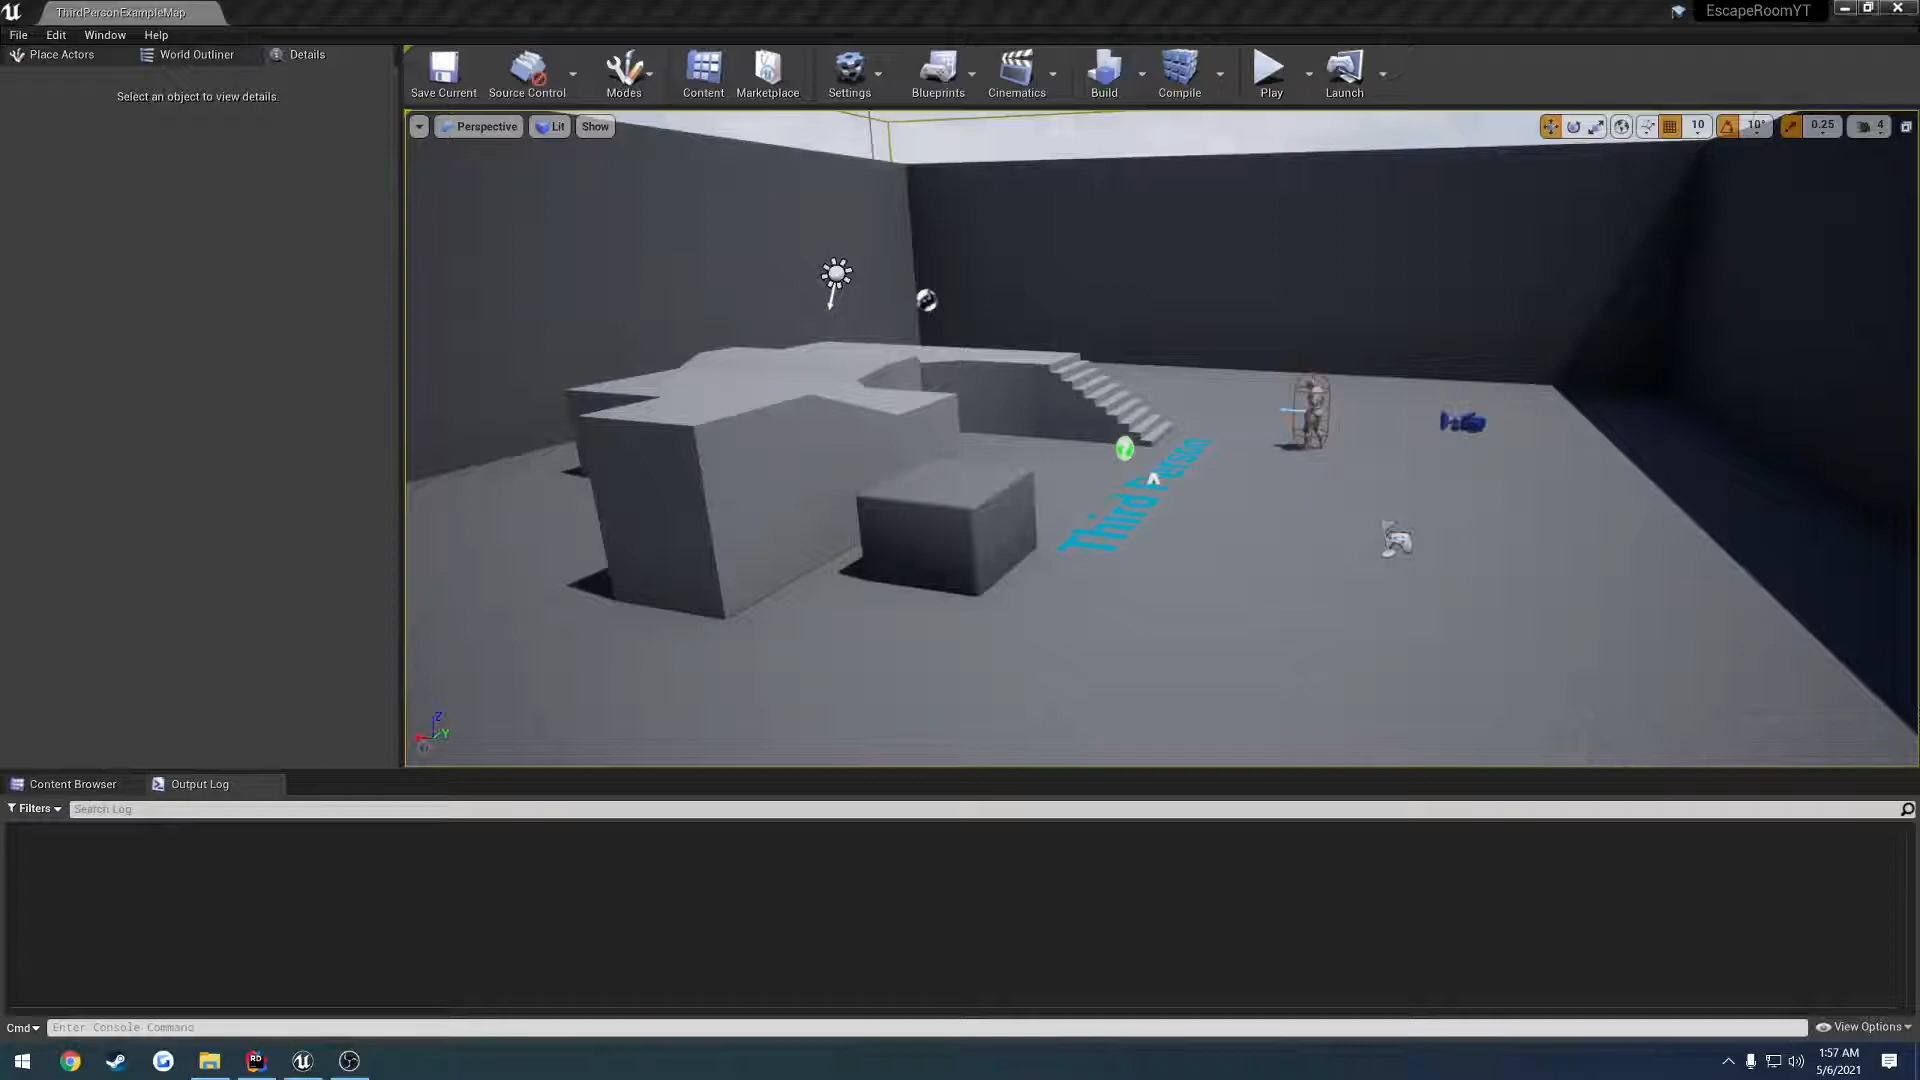 ThirdPersonExampleMap
EscapeRoomYT
File Edit Window Help
Place Actors World Outliner Details
Select an object to view details.
Save Current Source Control Modes Content Marketplace Settings Blueprints Cinematics Build Compile Play Launch
Perspective Lit Show
10 10° 0.25 4
Third Person
Z
Y
Content Browser Output Log
Filters Search Log
Cmd Enter Console Command
View Options
RD
1:57 AM
5/6/2021